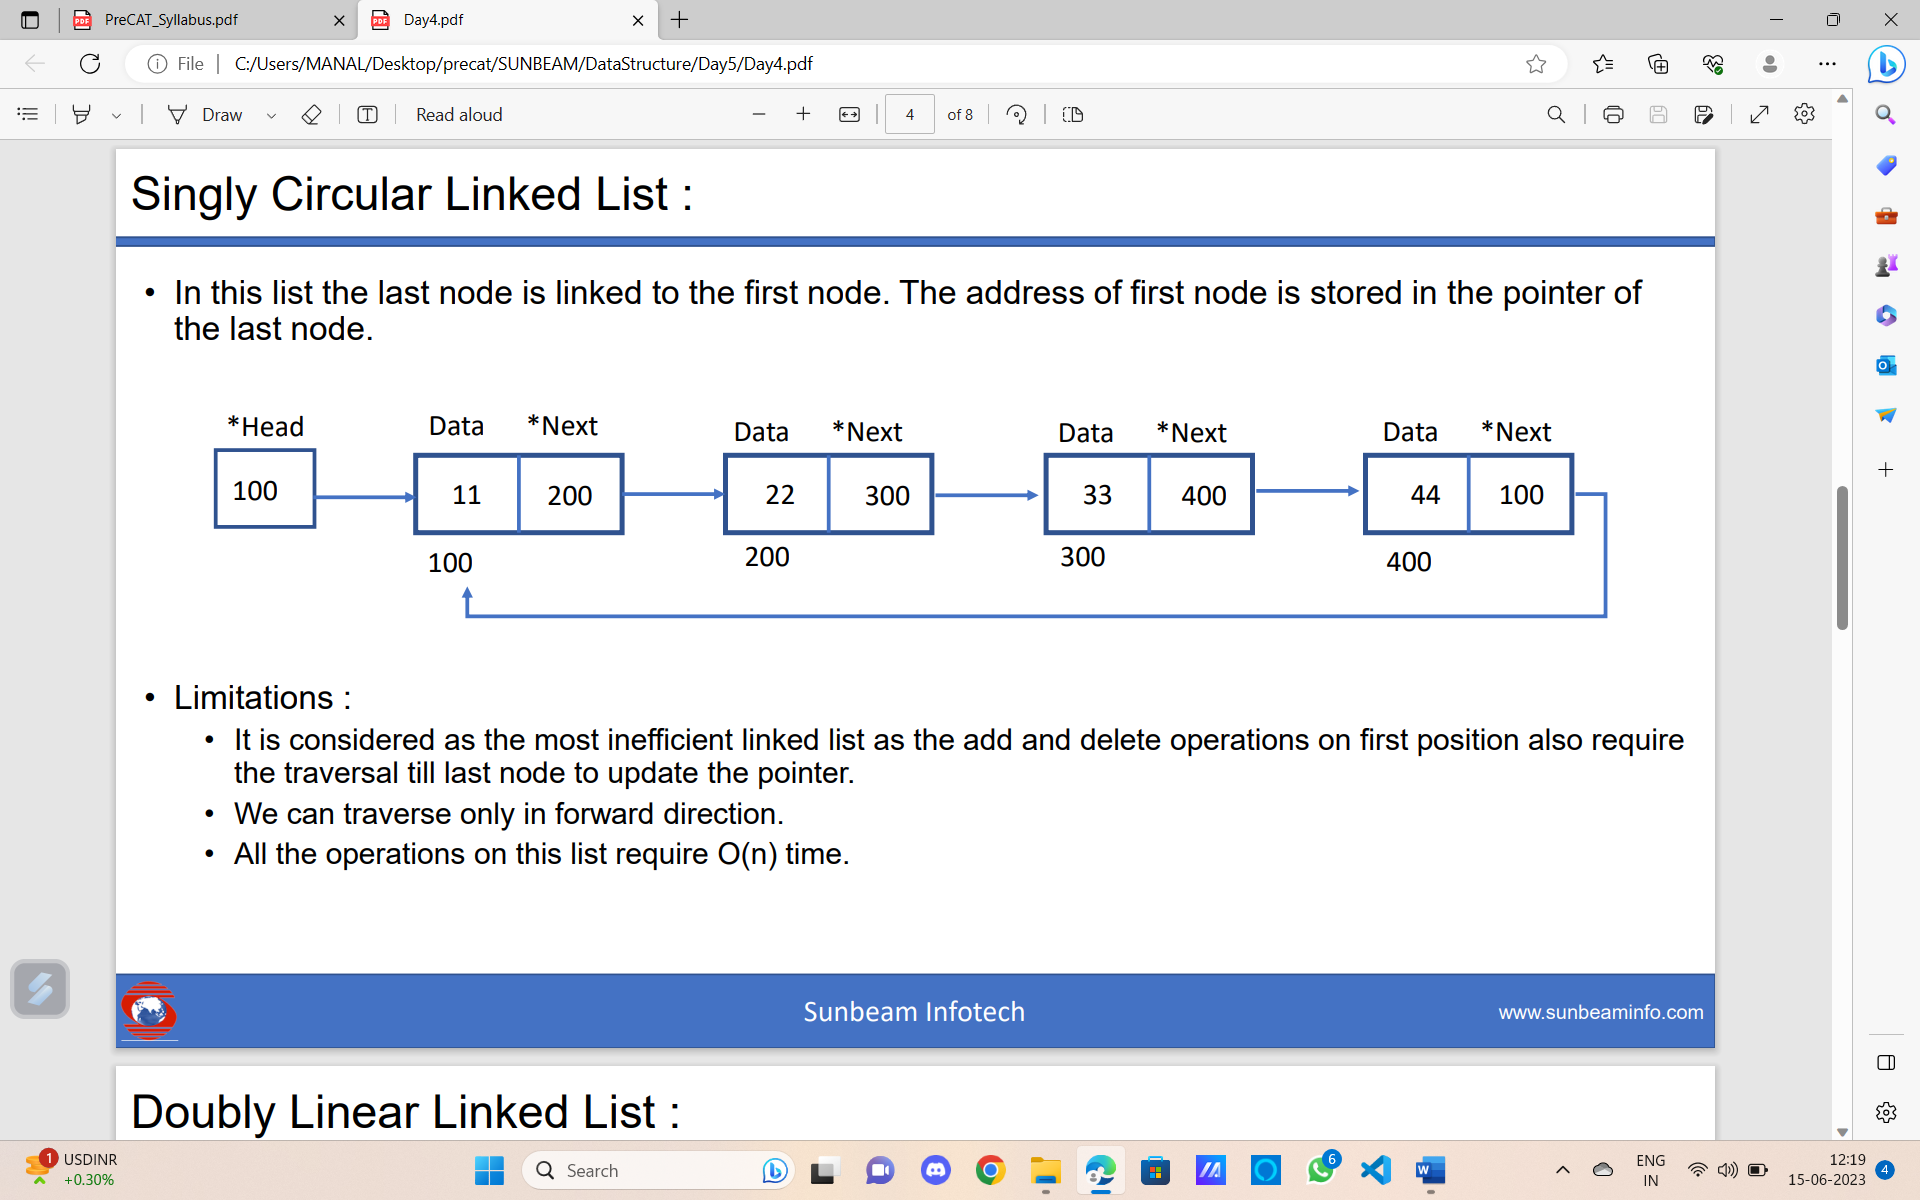 PreCAT_Syllabus.pdf
Day4.pdf
File
C:/Users/MANAL/Desktop/precat/SUNBEAM/DataStructure/Day5/Day4.pdf
Draw
Read aloud
4 of 8
Singly Circular Linked List :
• In this list the last node is linked to the first node. The address of first node is stored in the pointer of
the last node.
*Head Data *Next Data *Next Data *Next Data *Next
100 11 200 22 300 33 400 44 100
100 200 300 400
• Limitations :
• It is considered as the most inefficient linked list as the add and delete operations on first position also require
the traversal till last node to update the pointer.
• We can traverse only in forward direction.
• All the operations on this list require O(n) time.
Sunbeam Infotech
www.sunbeaminfo.com
Doubly Linear Linked List :
1
USDINR
+0.30%
Search
6
ENG
IN
12:19
15-06-2023
4